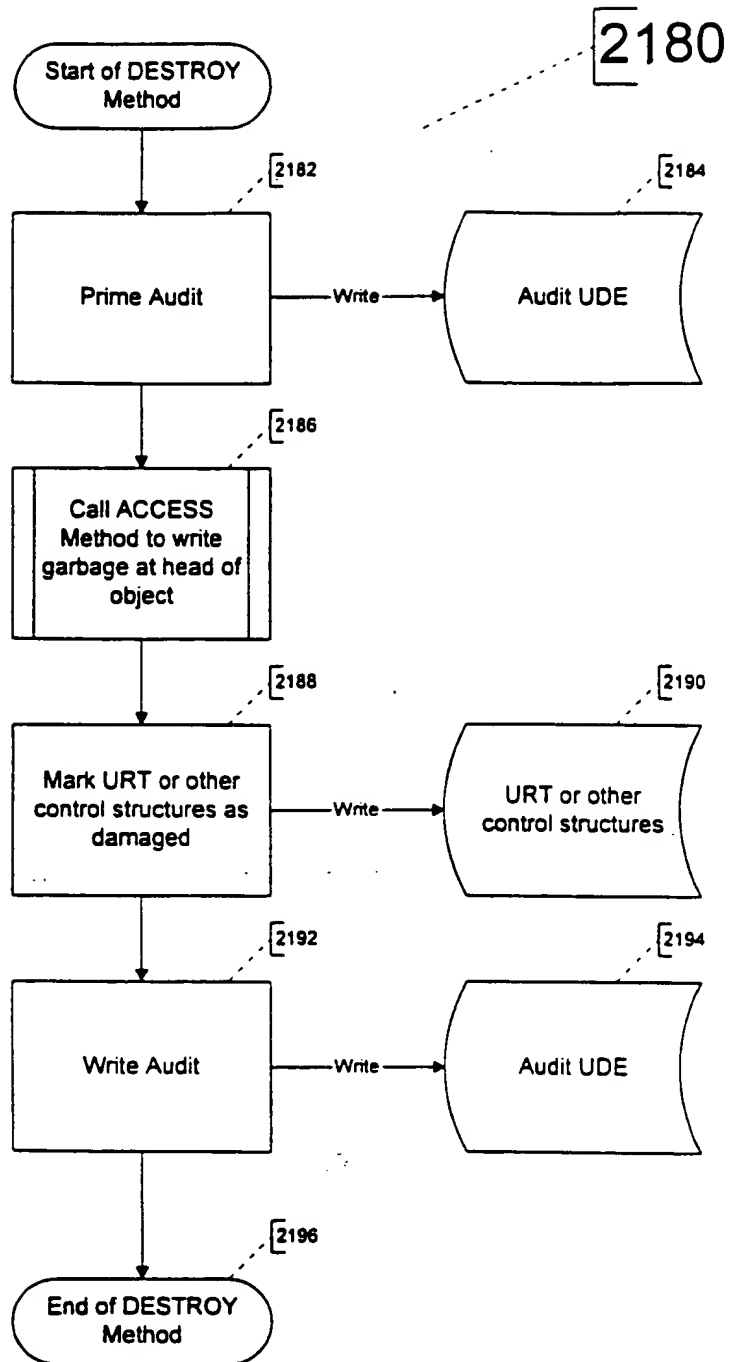 2180
Start of DESTROY
Method
2182
2184
Prime Audit
Write
Audit UDE
2186
Call ACCESS
Method to write
garbage at head of
object
2188
2190
Mark URT or other
control structures as
damaged
Write
URT or other
control structures
2192
2194
Write Audit
Write
Audit UDE
2196
End of DESTROY
Method